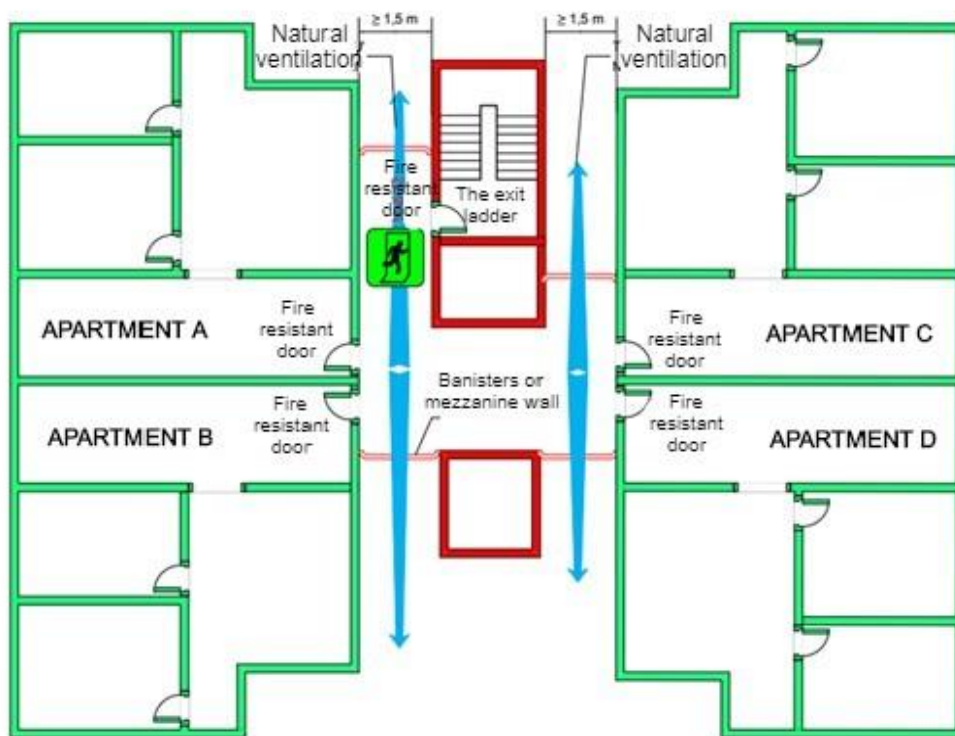 ≥ 1,5 m
≥ 1,5 m
Natural
ventilation
Natural
ventilation
Fire
resistant
door
The exit
ladder
APARTMENT A
Fire
resistant
door
Fire
resistant
door
APARTMENT C
Banisters or
mezzanine wall
APARTMENT B
Fire
resistant
door
Fire
resistant
door
APARTMENT D